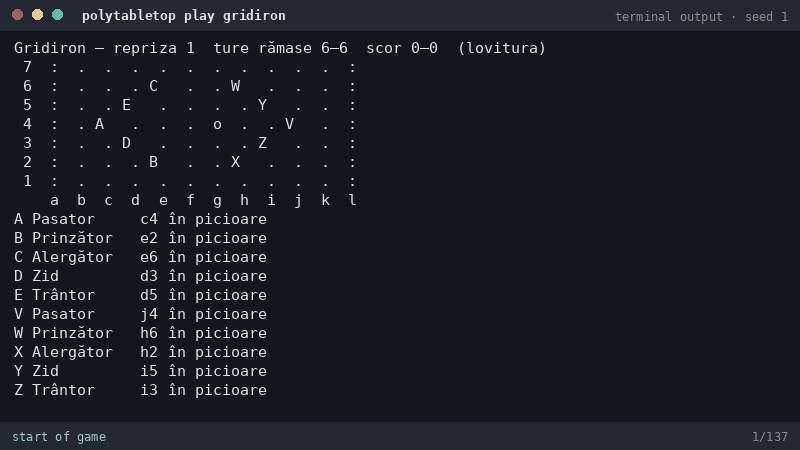 polytabletop play gridiron
terminal output · seed 1
Gridiron — repriza 1  ture rămase 6–6  scor 0–0  (lovitura)
 7  :  .  .  .  .  .  .  .  .  .  .  :
 6  :  .  .  . C   .  . W   .  .  .  :
 5  :  .  . E   .  .  .  . Y   .  .  :
 4  :  . A   .  .  .  o  .  . V   .  :
 3  :  .  . D   .  .  .  . Z   .  .  :
 2  :  .  .  . B   .  . X   .  .  .  :
 1  :  .  .  .  .  .  .  .  .  .  .  :
    a  b  c  d  e  f  g  h  i  j  k  l
A Pasator     c4 în picioare
B Prinzător   e2 în picioare
C Alergător   e6 în picioare
D Zid         d3 în picioare
E Trântor     d5 în picioare
V Pasator     j4 în picioare
W Prinzător   h6 în picioare
X Alergător   h2 în picioare
Y Zid         i5 în picioare
Z Trântor     i3 în picioare
start of game
1/137